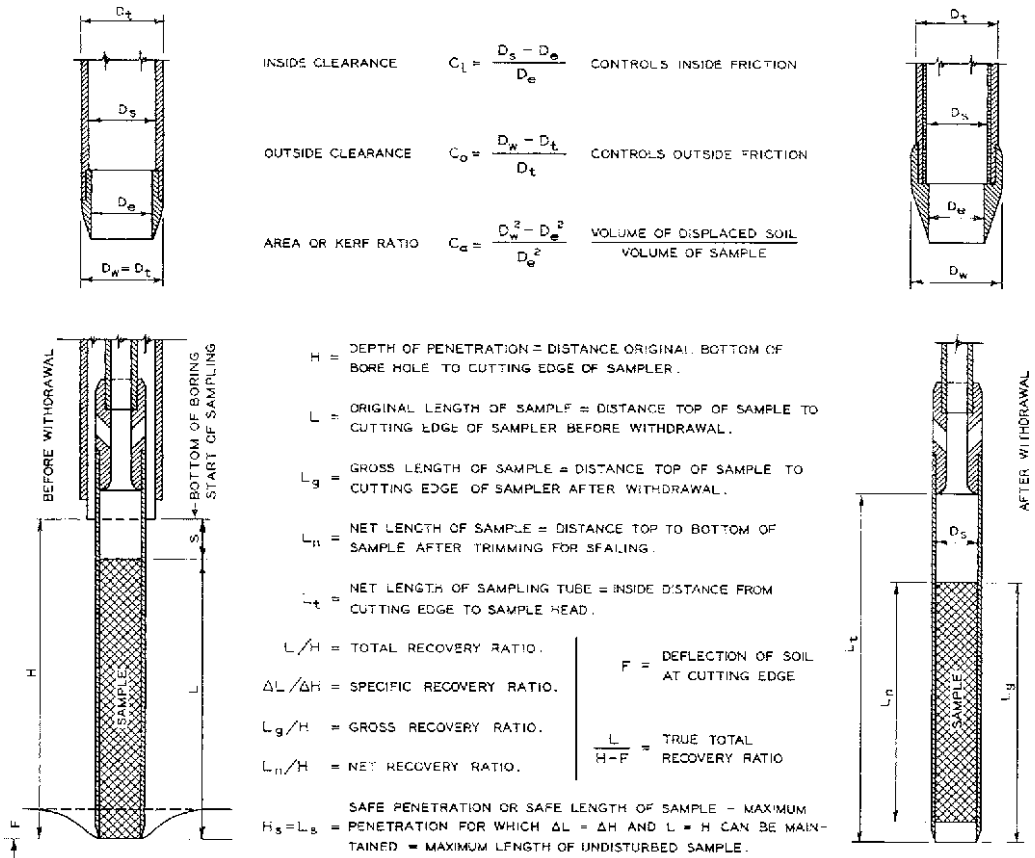 Dt
Ds
De
Dw = Dt
INSIDE CLEARANCE Ci = (Ds − De) / De CONTROLS INSIDE FRICTION
OUTSIDE CLEARANCE Co = (Dw − Dt) / Dt CONTROLS OUTSIDE FRICTION
AREA OR KERF RATIO Ca = (Dw² − De²) / De² VOLUME OF DISPLACED SOIL / VOLUME OF SAMPLE
Dt
Ds
De
Dw
BEFORE WITHDRAWAL
BOTTOM OF BORING
START OF SAMPLING
S
H
L
SAMPLE
F
H = DEPTH OF PENETRATION = DISTANCE ORIGINAL BOTTOM OF
BORE HOLE TO CUTTING EDGE OF SAMPLER.
L = ORIGINAL LENGTH OF SAMPLE = DISTANCE TOP OF SAMPLE TO
CUTTING EDGE OF SAMPLER BEFORE WITHDRAWAL.
Lg = GROSS LENGTH OF SAMPLE = DISTANCE TOP OF SAMPLE TO
CUTTING EDGE OF SAMPLER AFTER WITHDRAWAL.
Ln = NET LENGTH OF SAMPLE = DISTANCE TOP TO BOTTOM OF
SAMPLE AFTER TRIMMING FOR SEALING.
Lt = NET LENGTH OF SAMPLING TUBE = INSIDE DISTANCE FROM
CUTTING EDGE TO SAMPLE HEAD.
L/H = TOTAL RECOVERY RATIO.
ΔL/ΔH = SPECIFIC RECOVERY RATIO.
Lg/H = GROSS RECOVERY RATIO.
Ln/H = NET RECOVERY RATIO.
F = DEFLECTION OF SOIL
AT CUTTING EDGE
L / (H−F) = TRUE TOTAL
RECOVERY RATIO
SAFE PENETRATION OR SAFE LENGTH OF SAMPLE = MAXIMUM
Hs = Ls = PENETRATION FOR WHICH ΔL = ΔH AND L = H CAN BE MAIN-
TAINED = MAXIMUM LENGTH OF UNDISTURBED SAMPLE.
AFTER WITHDRAWAL
Ds
Lt
Ln
SAMPLE
Lg